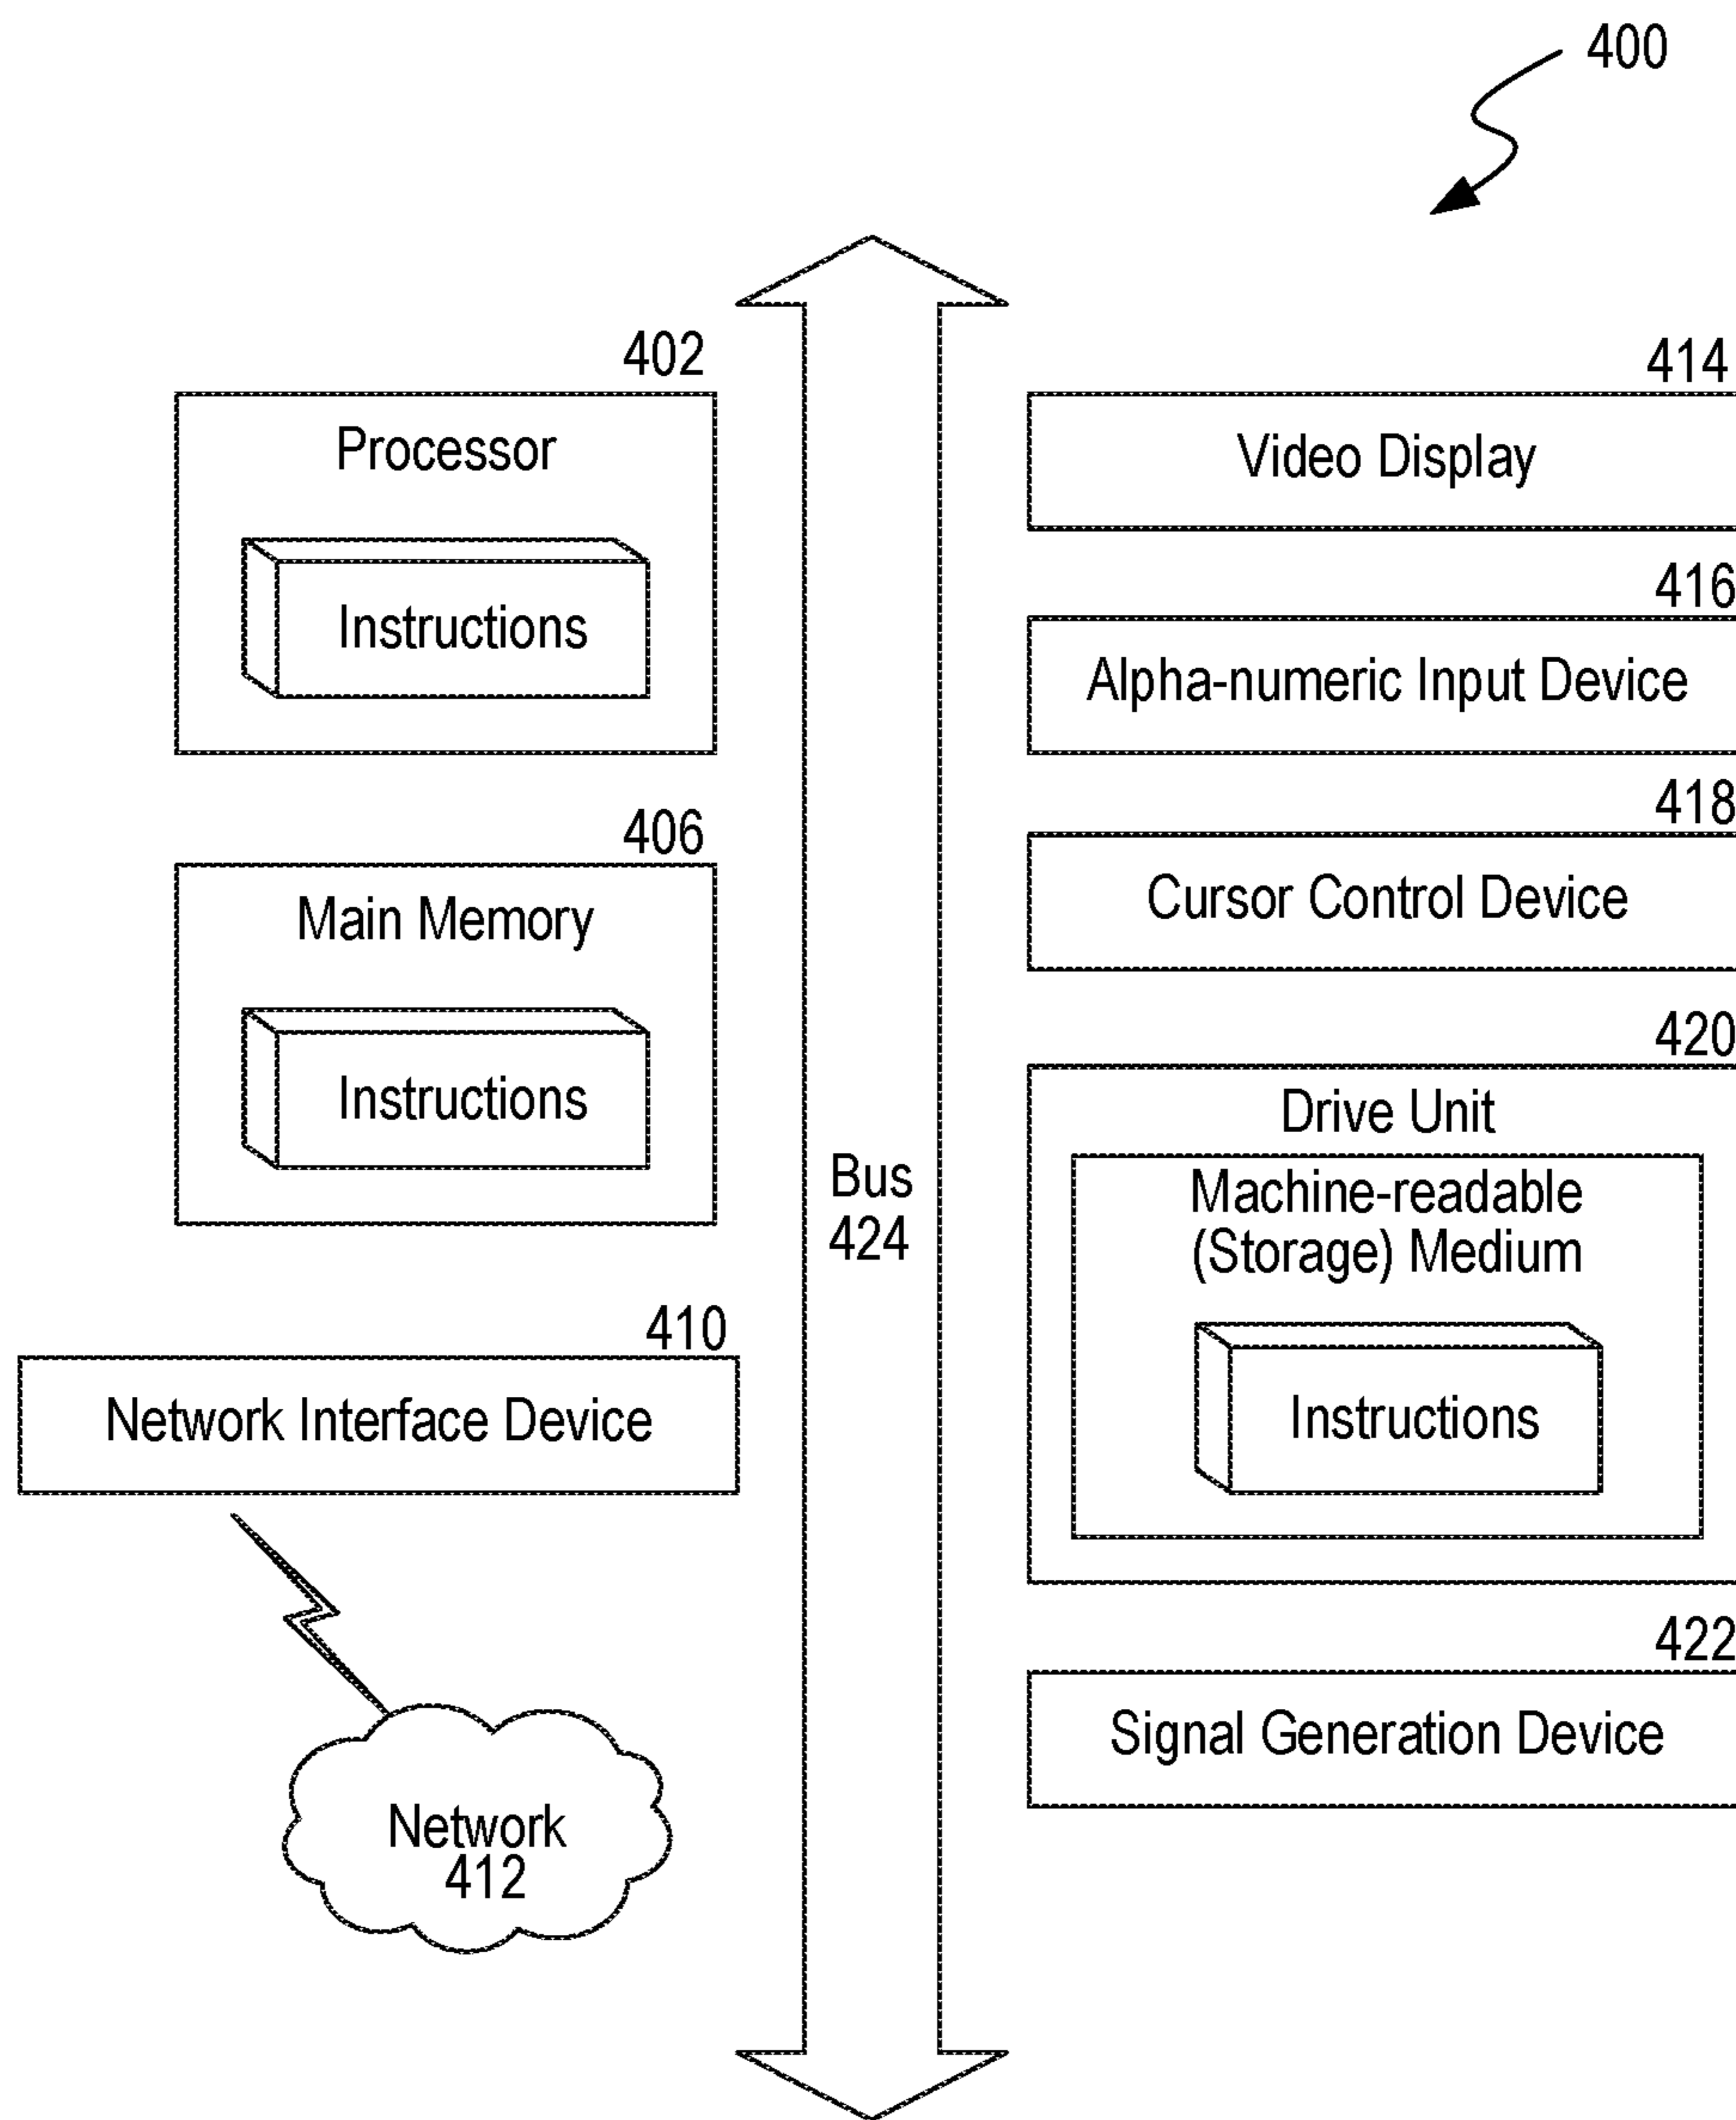 400
402
Processor
Instructions
406
Main Memory
Instructions
410
Network Interface Device
Network
412
Bus
424
414
Video Display
416
Alpha-numeric Input Device
418
Cursor Control Device
420
Drive Unit
Machine-readable
(Storage) Medium
Instructions
422
Signal Generation Device